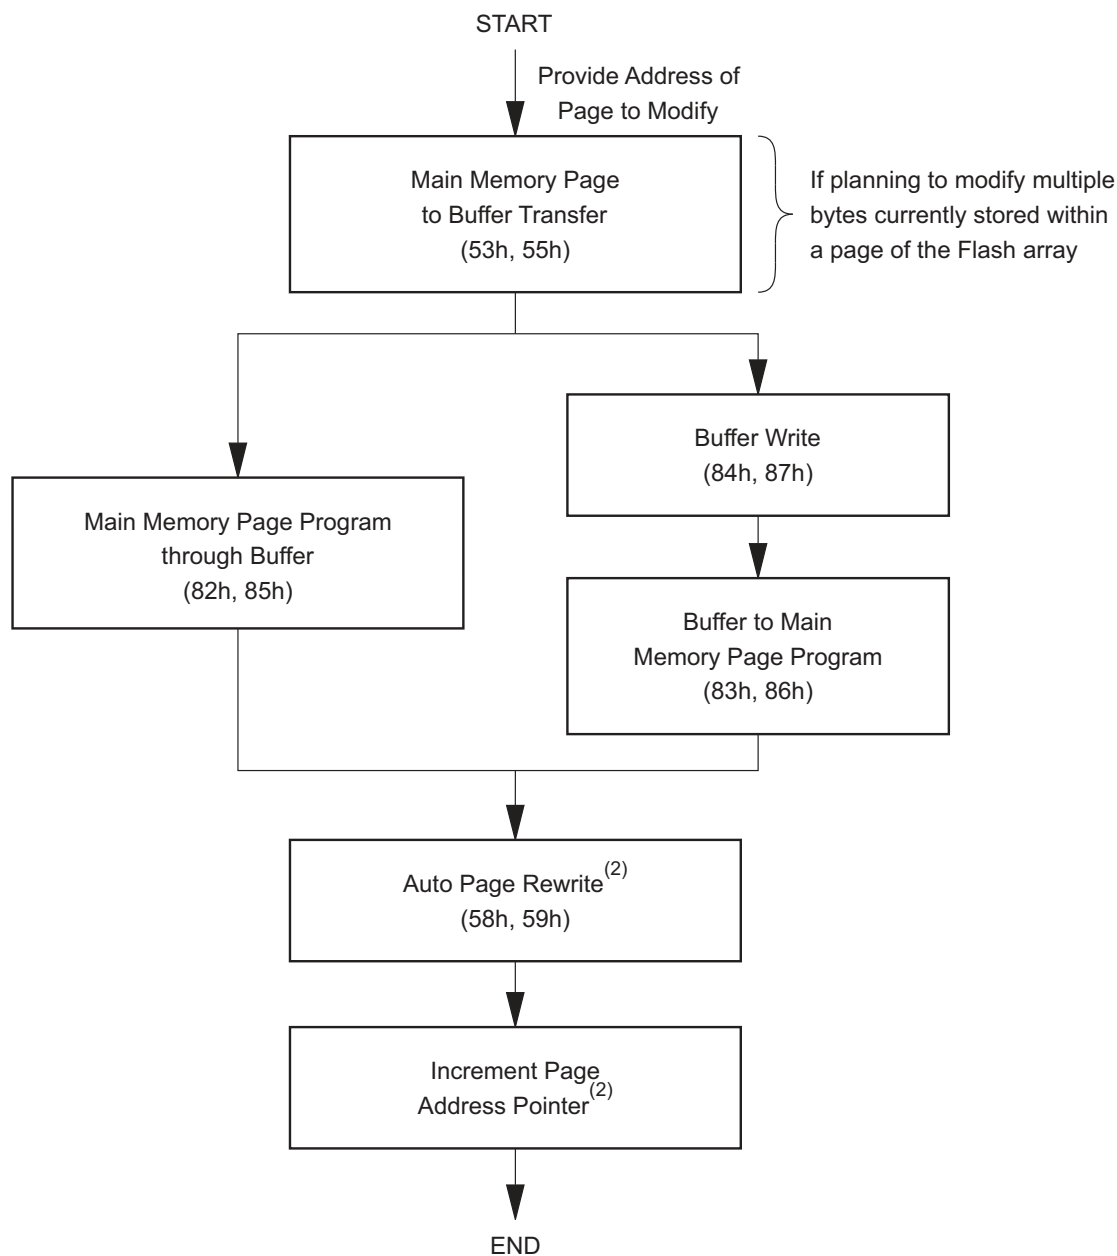 START
Provide Address of
Page to Modify
Main Memory Page
to Buffer Transfer
(53h, 55h)
If planning to modify multiple
bytes currently stored within
a page of the Flash array
Buffer Write
(84h, 87h)
Main Memory Page Program
through Buffer
(82h, 85h)
Buffer to Main
Memory Page Program
(83h, 86h)
Auto Page Rewrite(2)
(58h, 59h)
Increment Page
Address Pointer(2)
END